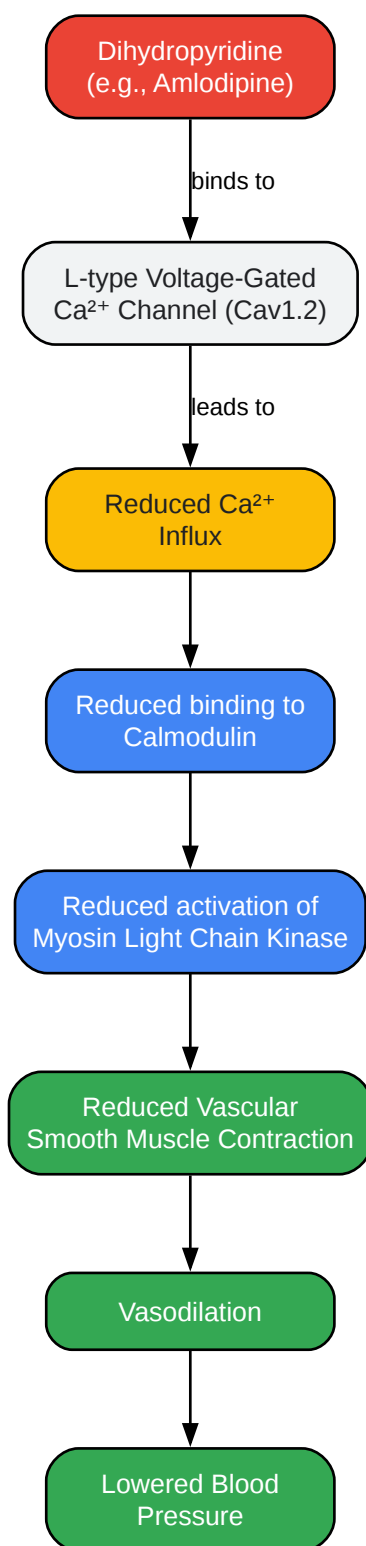 Dihydropyridine
(e.g., Amlodipine)
binds to
L-type Voltage-Gated
Ca²⁺ Channel (Cav1.2)
leads to
Reduced Ca²⁺
Influx
Reduced binding to
Calmodulin
Reduced activation of
Myosin Light Chain Kinase
Reduced Vascular
Smooth Muscle Contraction
Vasodilation
Lowered Blood
Pressure